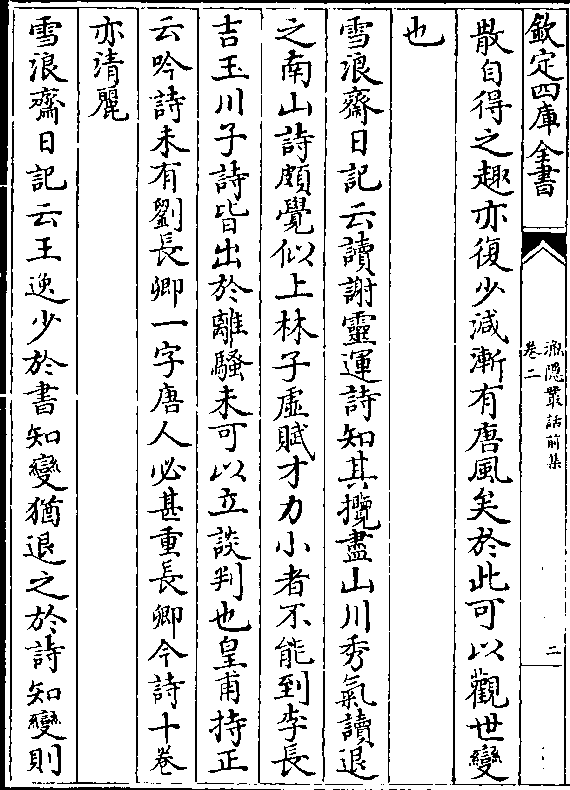 欽定四庫全書
漁隱叢話前集
卷二
二
散自得之趣亦復少減漸有唐風矣於此可以觀世變
也
雪浪齋日記云讀謝靈運詩知其攬盡山川秀氣讀退
之南山詩頗覺似上林子虛賦才力小者不能到李長
吉玉川子詩皆出於離騷未可以立談判也皇甫持正
云吟詩未有劉長卿一字唐人必甚重長卿今詩十卷
亦清麗
雪浪齋日記云王逸少於書知變猶退之於詩知變則